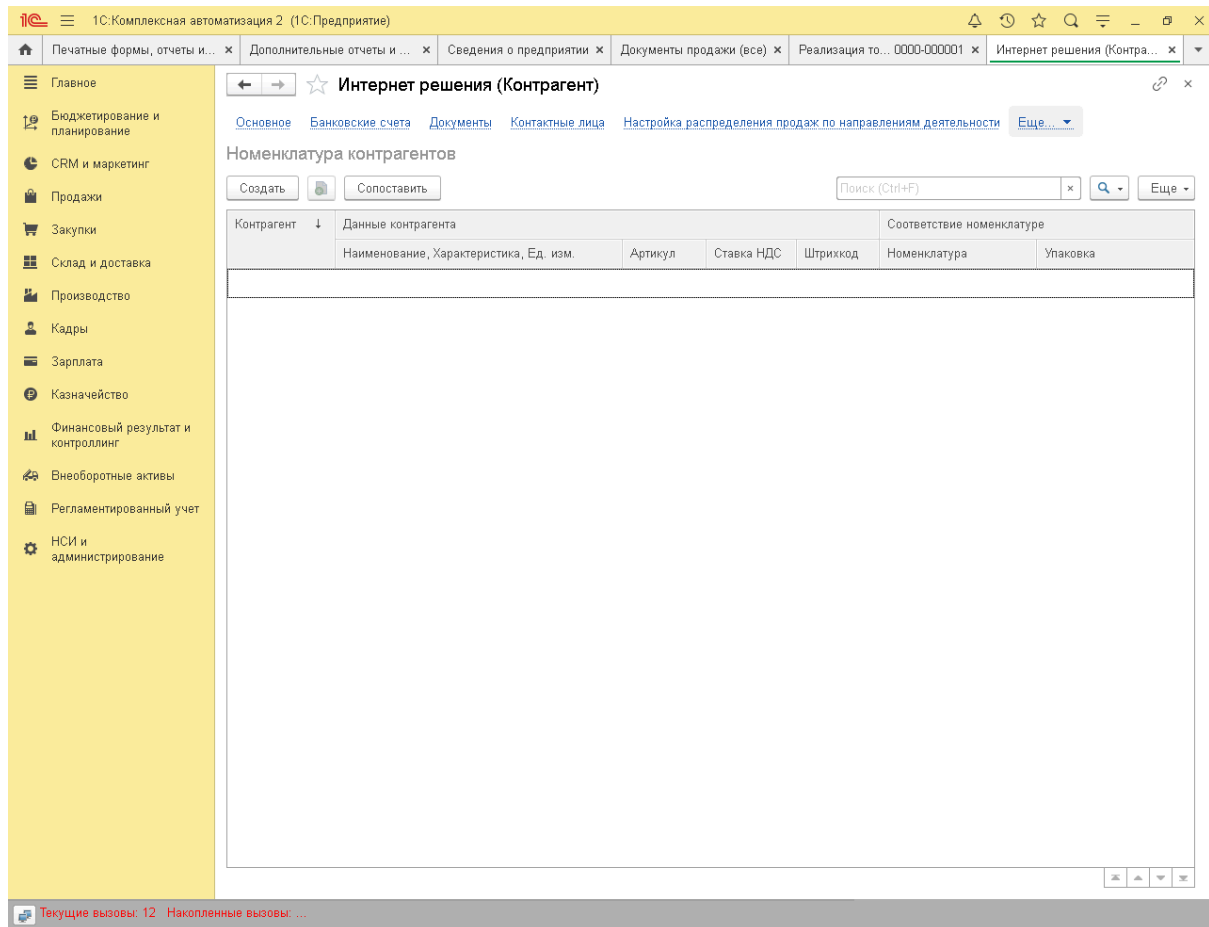 1С:Комплексная автоматизация 2 (1С:Предприятие)
Печатные формы, отчеты и...
Дополнительные отчеты и ...
Сведения о предприятии
Документы продажи (все)
Реализация то... 0000-000001
Интернет решения (Контра...
Главное
Бюджетирование и
планирование
CRM и маркетинг
Продажи
Закупки
Склад и доставка
Производство
Кадры
Зарплата
Казначейство
Финансовый результат и
контроллинг
Внеоборотные активы
Регламентированный учет
НСИ и
администрирование
Интернет решения (Контрагент)
Основное Банковские счета Документы Контактные лица Настройка распределения продаж по направлениям деятельности Еще...
Номенклатура контрагентов
Создать Сопоставить Поиск (Ctrl+F) Еще
Контрагент Данные контрагента Соответствие номенклатуре
Наименование, Характеристика, Ед. изм. Артикул Ставка НДС Штрихкод Номенклатура Упаковка
Текущие вызовы: 12 Накопленные вызовы: ...